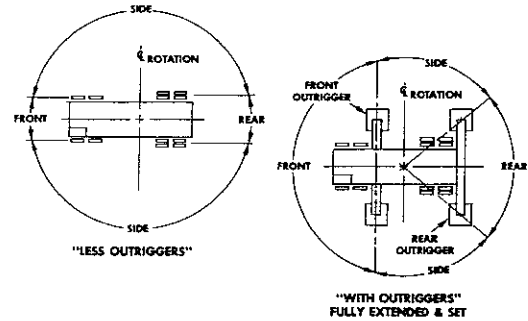 SIDE
℄ ROTATION
FRONT
REAR
SIDE
"LESS OUTRIGGERS"
SIDE
FRONT
OUTRIGGER
℄ ROTATION
FRONT
REAR
REAR
OUTRIGGER
SIDE
"WITH OUTRIGGERS"
FULLY EXTENDED & SET